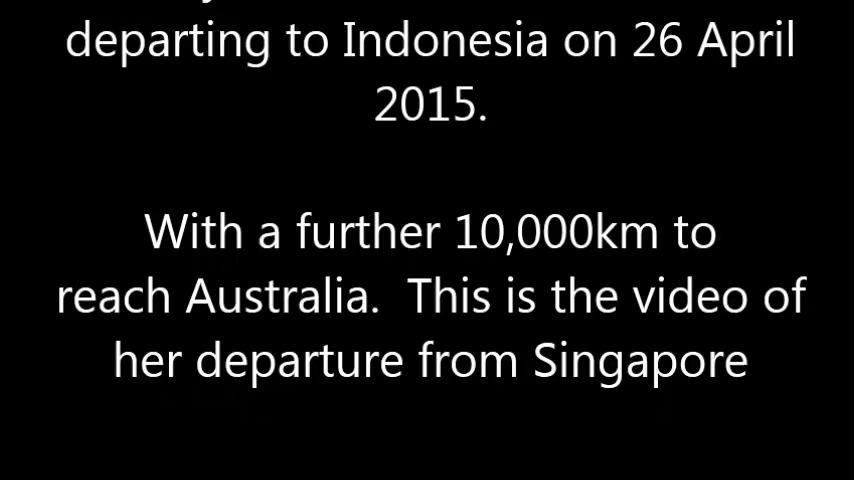 departing to Indonesia on 26 April
2015.
With a further 10,000km to
reach Australia.  This is the video of
her departure from Singapore